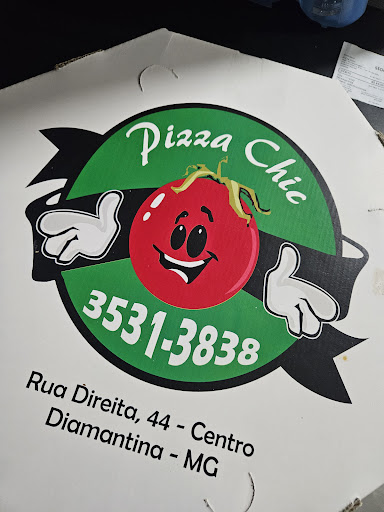 Pizza Chic
3531-3838
Rua Direita, 44 - Centro
Diamantina - MG